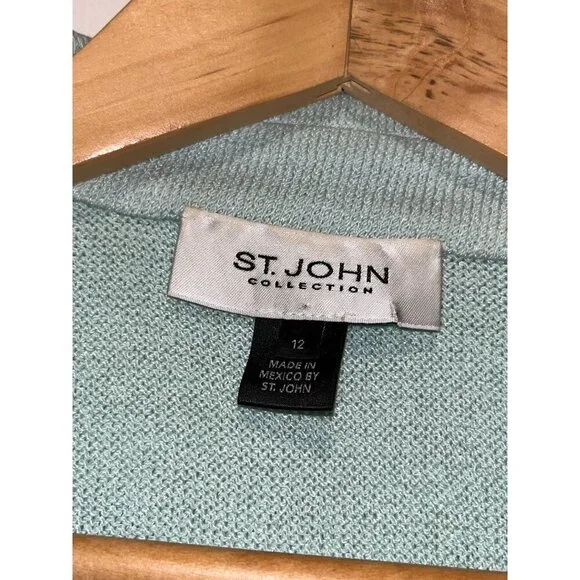 ST. JOHN
COLLECTION
12
MADE IN
MEXICO BY
ST. JOHN